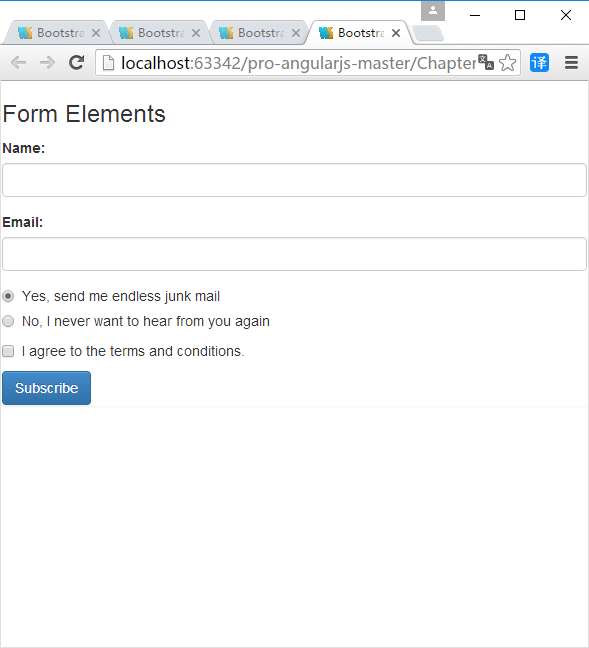 Bootstra Bootstra Bootstra Bootstra
localhost:63342/pro-angularjs-master/Chapter 译
Form Elements
Name:
Email:
Yes, send me endless junk mail
No, I never want to hear from you again
I agree to the terms and conditions.
Subscribe